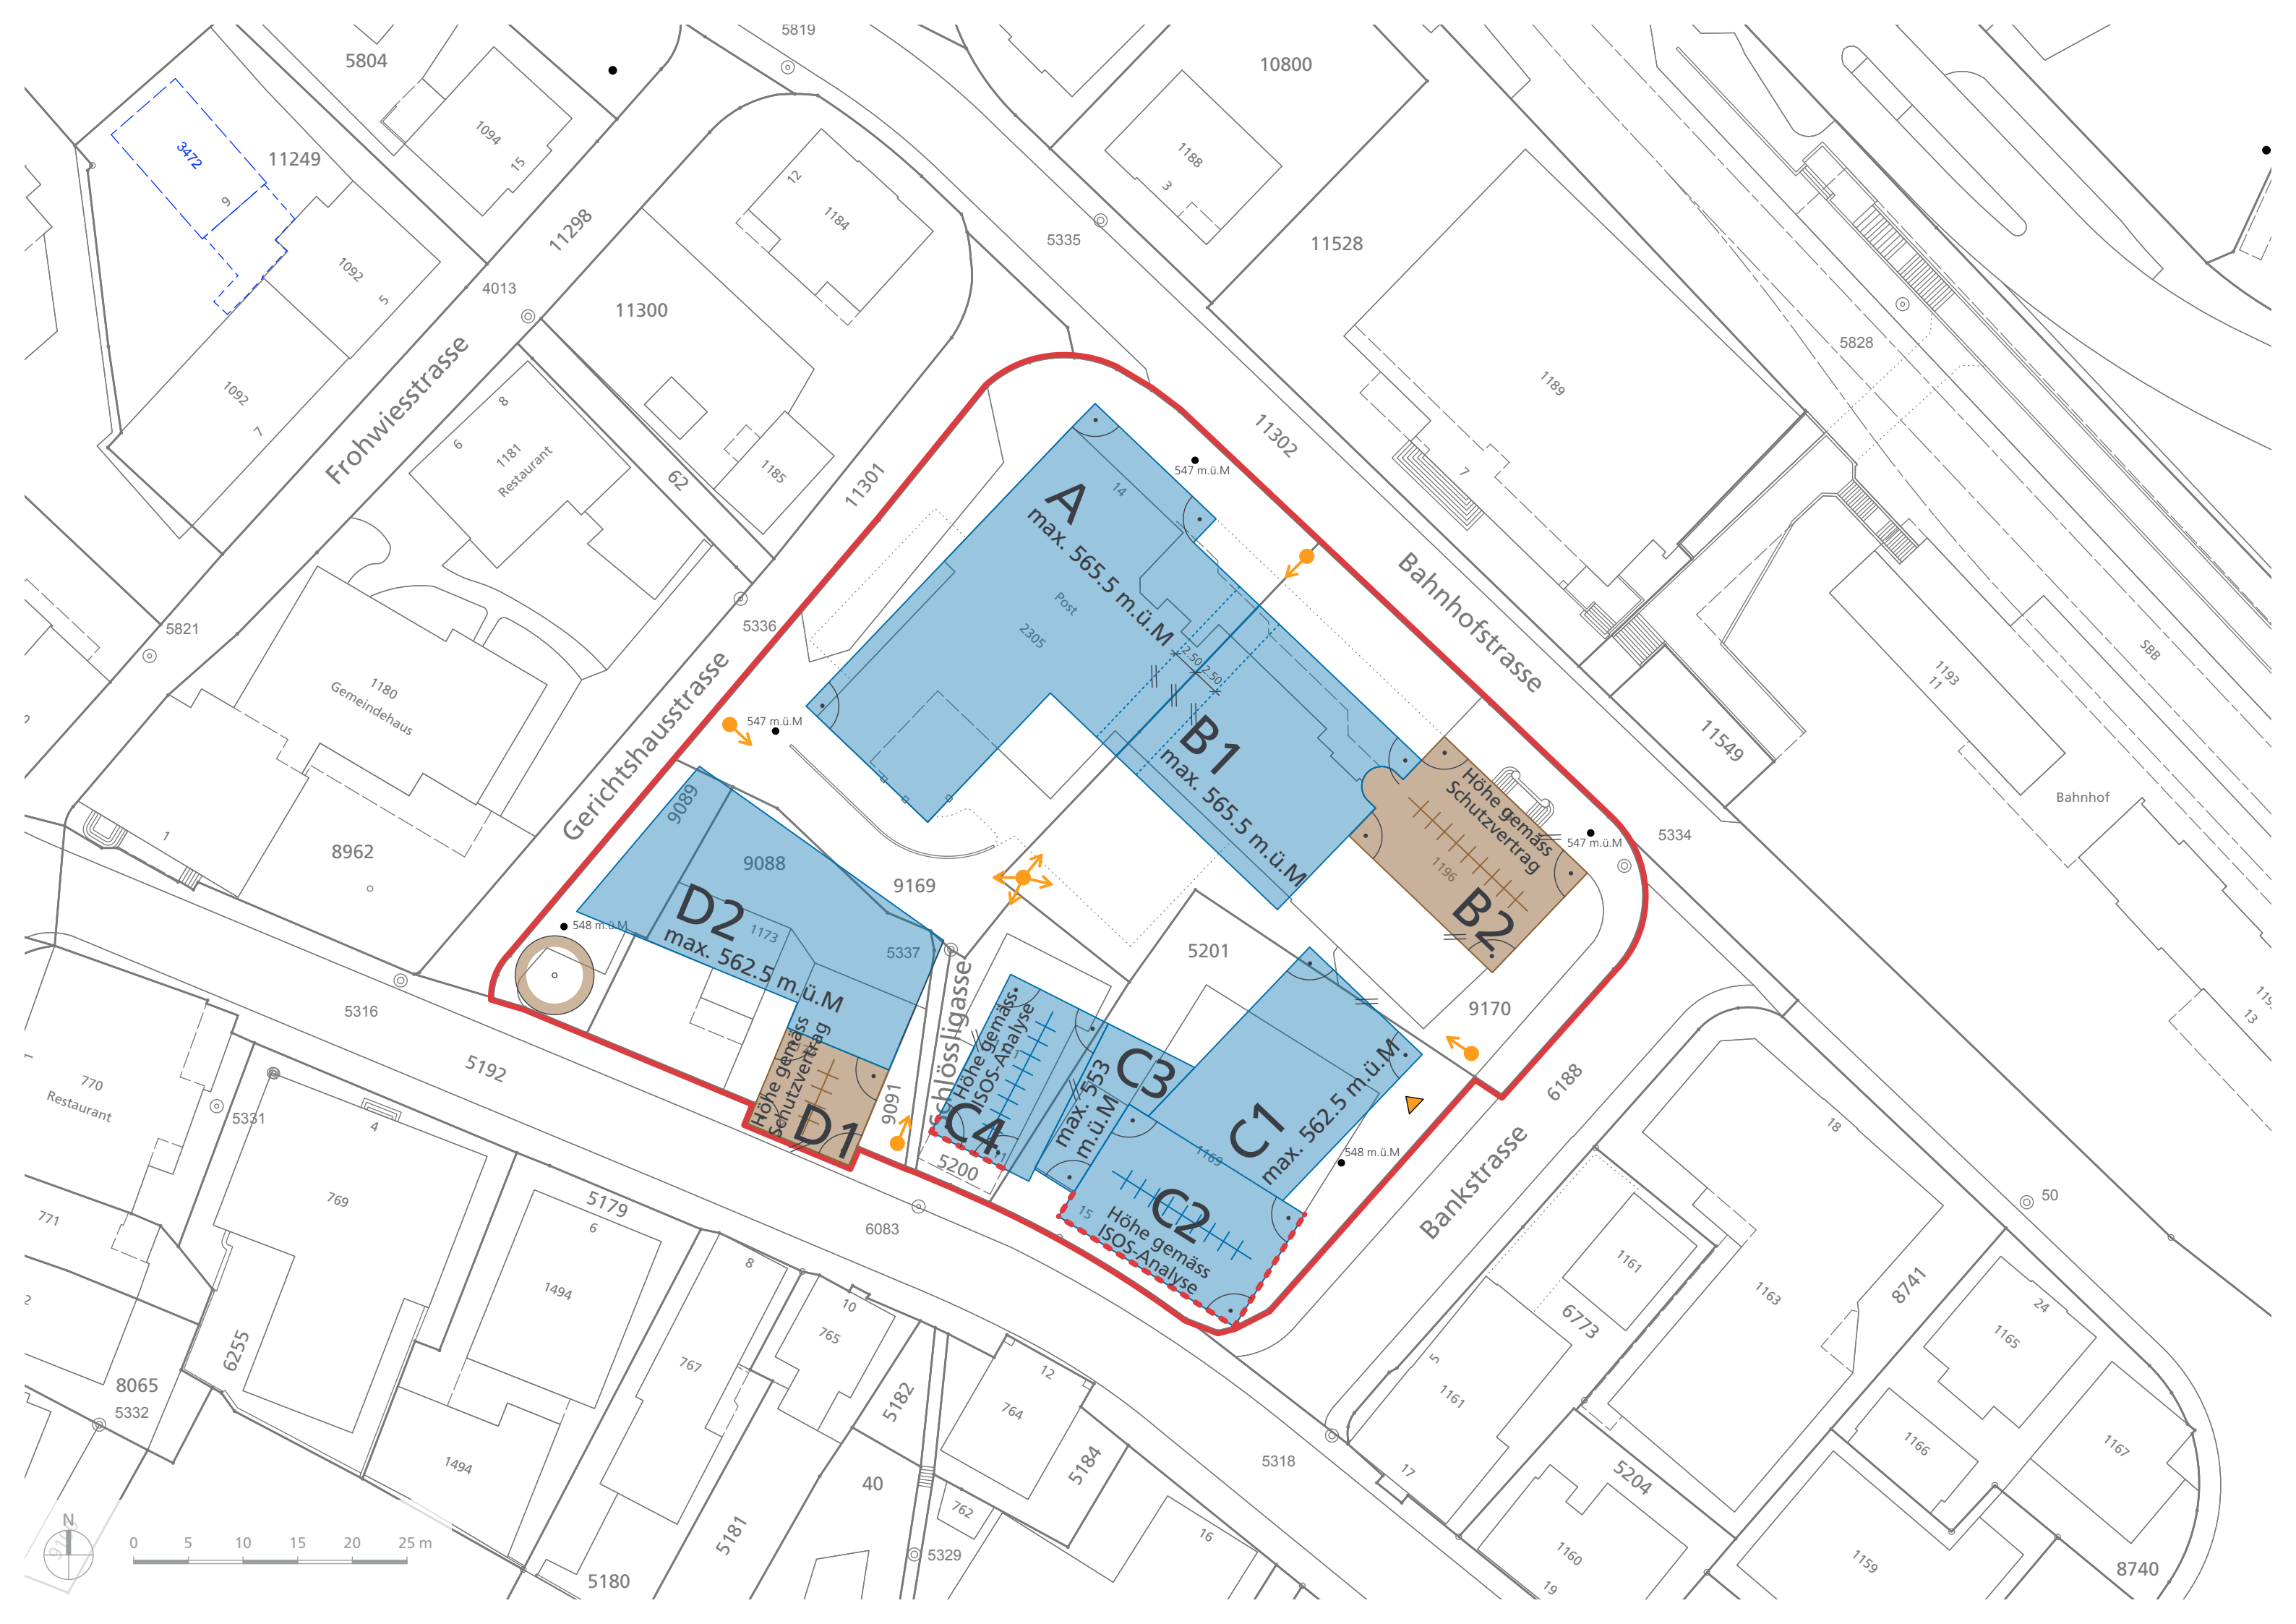 5819
5804
10800
1094
15
3472
9
11249
1188
3
12
1184
11298
5335
11528
1092
5
4013
11300
5828
1092
7
Frohwiesstrasse
8
6
1181
Restaurant
62
1185
11301
11302
1189
7
547 m.ü.M
14
A
max. 565.5 m.ü.M
Post
2305
Bahnhofstrasse
5821
5336
1180
Gemeindehaus
Gerichtshausstrasse
2.50
2.50
B1
max. 565.5 m.ü.M
SBB
1193
11
11549
Bahnhof
547 m.ü.M
1
8962
9089
9088
9169
Höhe gemäss
Schutzvertrag
1196
B2
547 m.ü.M
5334
D2
max. 562.5 m.ü.M
1173
5337
548 m.ü.M
5201
9170
13
5316
5192
Schlössligasse
Höhe gemäss
ISOS-Analyse
C4
C3
max. 553
m.ü.M
C1
max. 562.5 m.ü.M
1169
548 m.ü.M
6188
Höhe gemäss
Schutzvertrag
D1
9091
5200
770
Restaurant
1
5331
4
769
771
2
5179
6
1494
6083
15
C2
Höhe gemäss
ISOS-Analyse
Bankstrasse
18
50
8
10
765
767
6255
8065
5332
12
764
5182
5184
1161
6773
1163
8741
24
1165
5
1161
1166
1167
5318
17
5204
1494
40
762
5181
5180
5329
16
1160
19
1159
8740
N
0 5 10 15 20 25 m